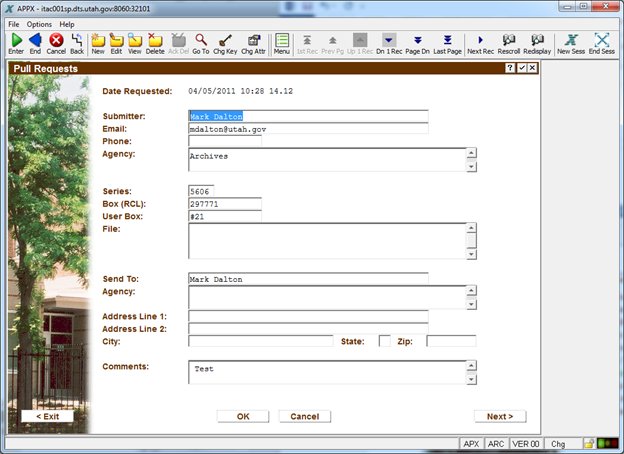 APPX - itac001sp.dts.utah.gov:8060:32101
File Options Help
Enter End Cancel Back New Edit View Delete Ack Del Go To Chg Key Chg Attr Menu 1st Rec Prev Pg Up 1 Rec Dn 1 Rec Page Dn Last Page Next Rec Rescroll Redisplay New Sess End Sess
Pull Requests
Date Requested: 04/05/2011 10:28 14.12
Submitter: Mark Dalton
Email: mdalton@utah.gov
Phone:
Agency: Archives
Series: 5606
Box (RCL): 297771
User Box: #21
File:
Send To: Mark Dalton
Agency:
Address Line 1:
Address Line 2:
City: State: Zip:
Comments: Test
< Exit OK Cancel Next >
APX ARC VER 00 Chg